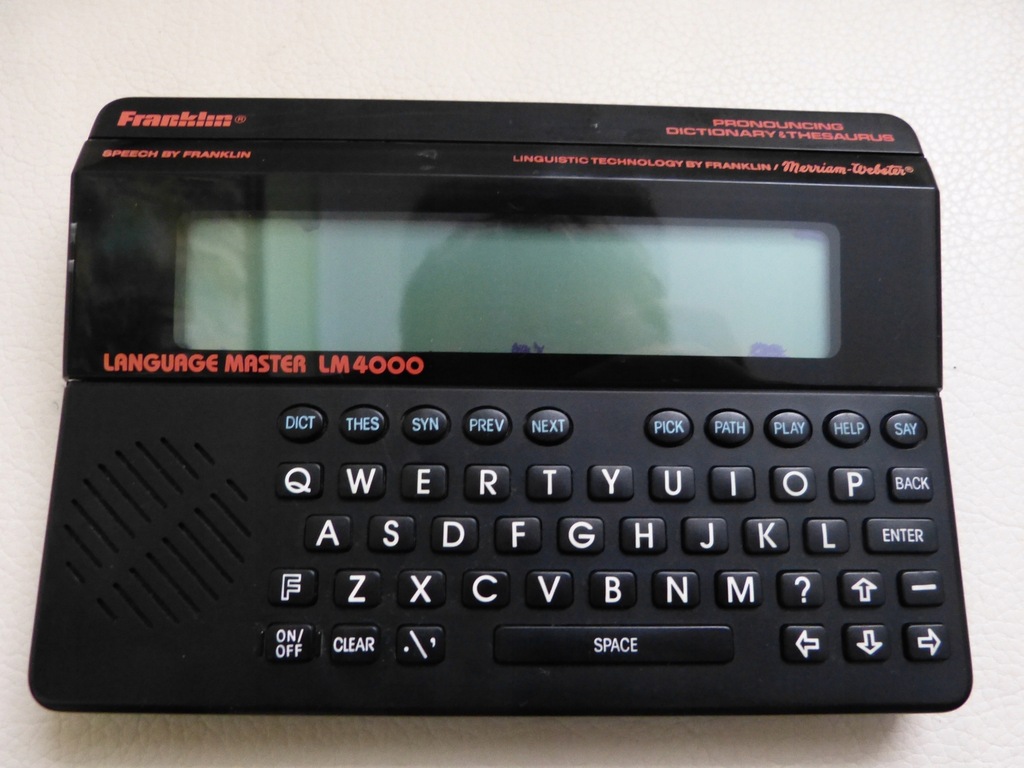 Franklin®
PRONOUNCING
DICTIONARY & THESAURUS
SPEECH BY FRANKLIN
LINGUISTIC TECHNOLOGY BY FRANKLIN / Merriam-Webster®
LANGUAGE MASTER LM4000
DICT THES SYN PREV NEXT PICK PATH PLAY HELP SAY
Q W E R T Y U I O P BACK
A S D F G H J K L ENTER
F Z X C V B N M ? ⇧ –
ON/
OFF CLEAR .\' SPACE ⇦ ⇩ ⇨